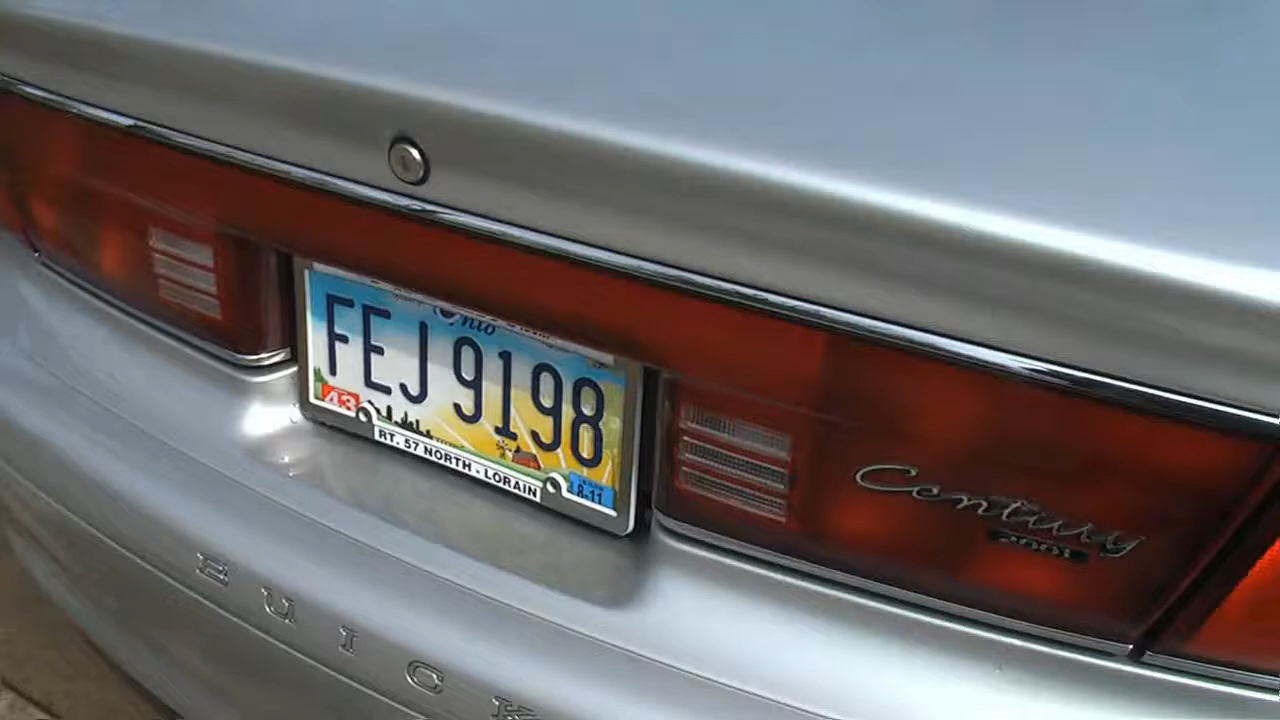 Ohio
FEJ 9198
43
8-11
RT. 57 NORTH - LORAIN
Century
2001
BUICK